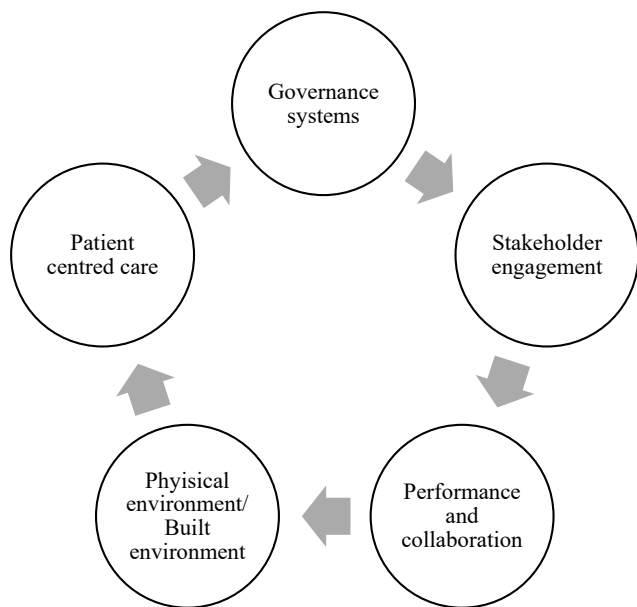 Governance
systems
Stakeholder
engagement
Performance
and
collaboration
Phyisical
environment/
Built
environment
Patient
centred care